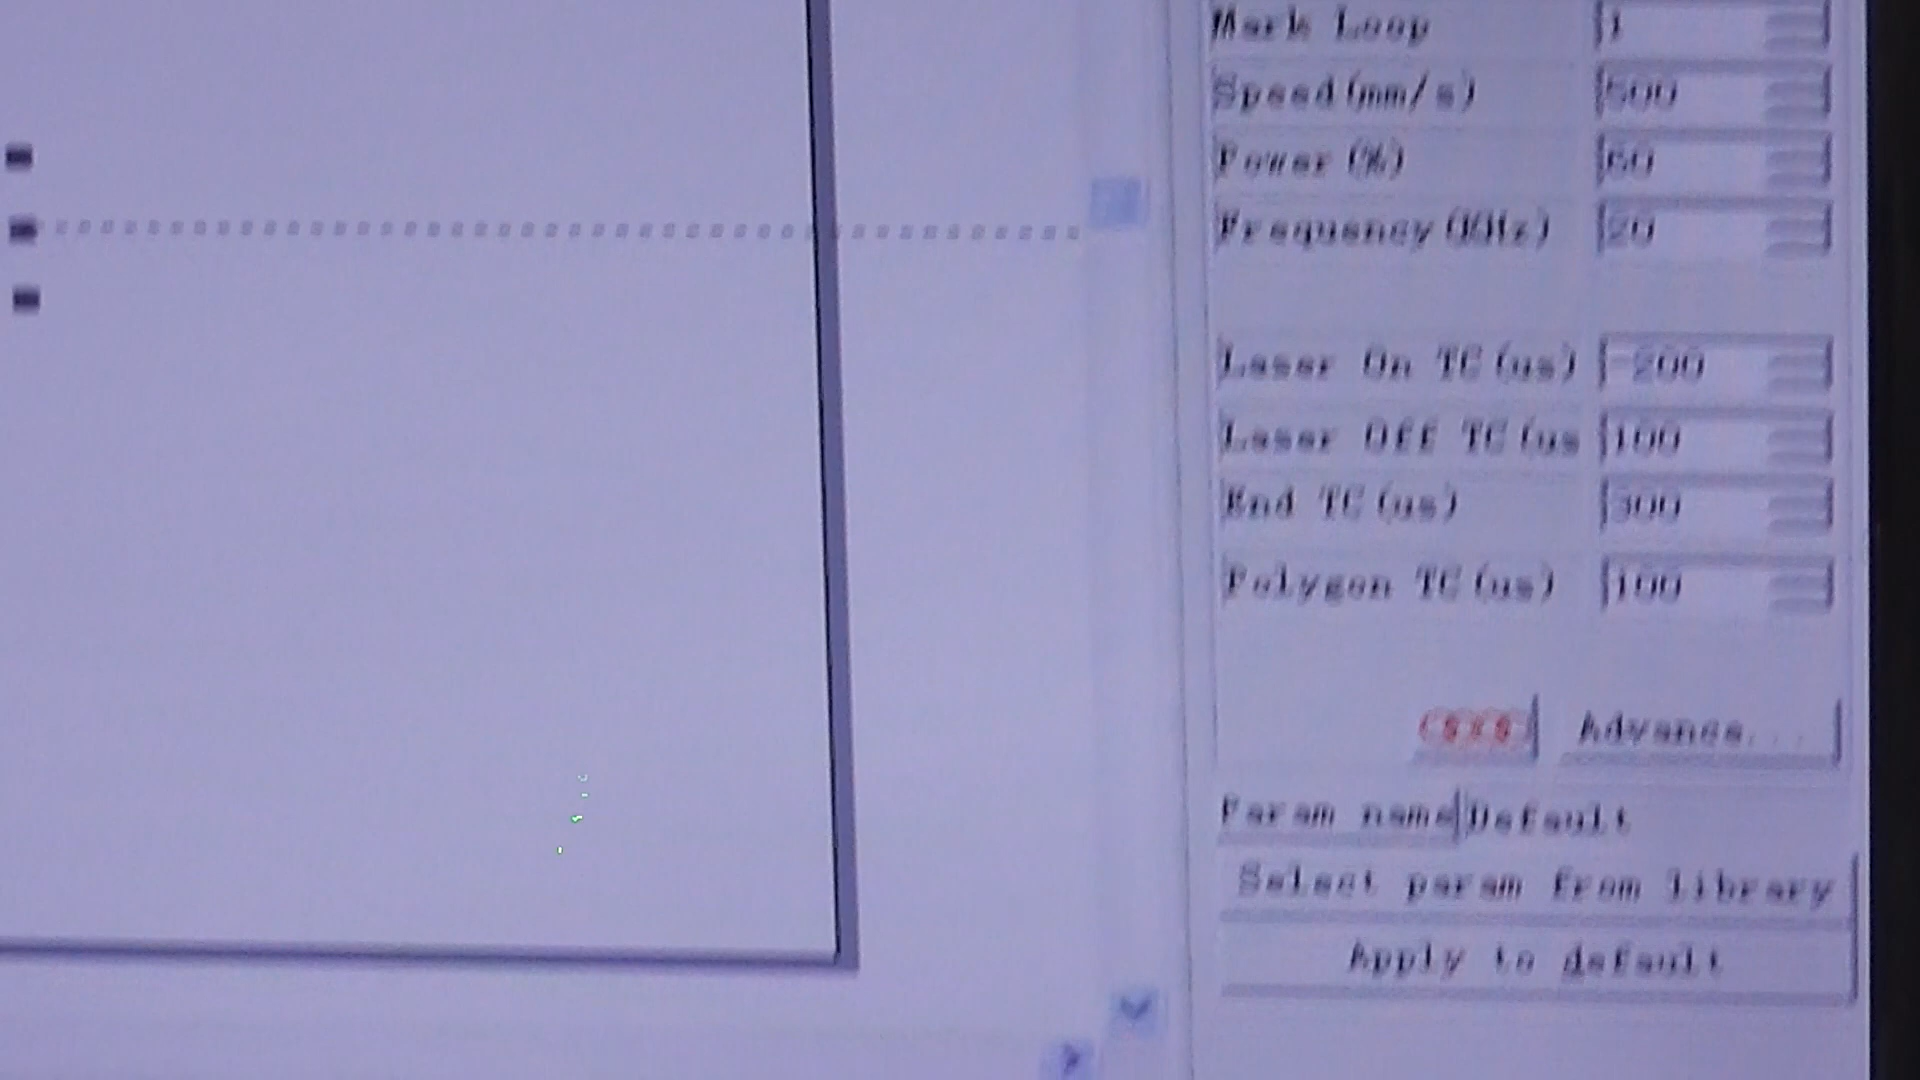 Mark Loop 1
Speed(mm/s) 500
Power(%) 60
Frequency(KHz) 20
Laser On TC(us) -200
Laser Off TC(us 100
End TC(us) 300
Polygon TC(us) 100
Advance...
Param name Default
Select param from library
Apply to default